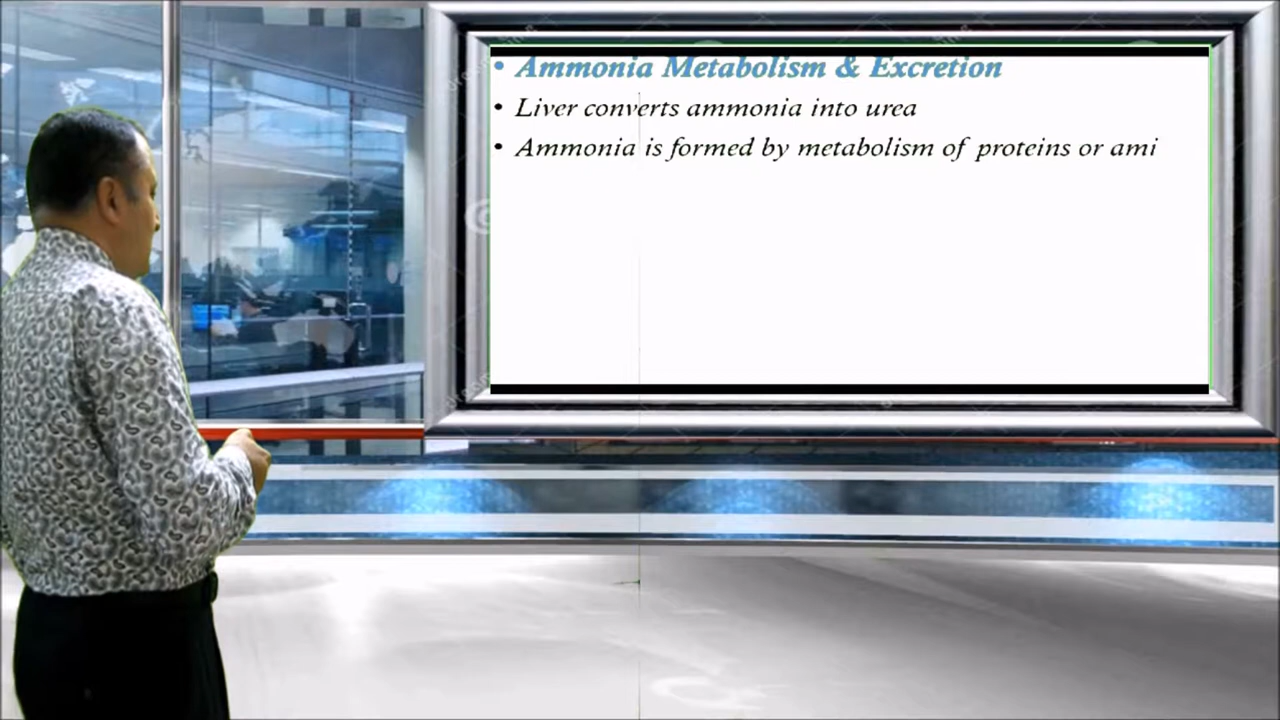 • Ammonia Metabolism & Excretion
• Liver converts ammonia into urea
• Ammonia is formed by metabolism of proteins or ami